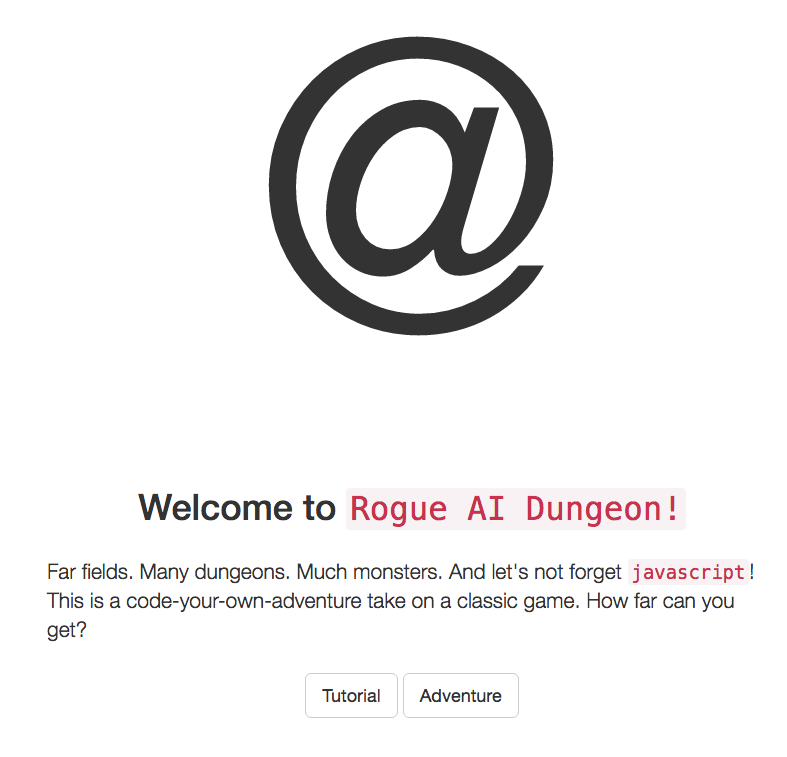 @
Welcome to Rogue AI Dungeon!
Far fields. Many dungeons. Much monsters. And let's not forget javascript!
This is a code-your-own-adventure take on a classic game. How far can you
get?
Tutorial Adventure